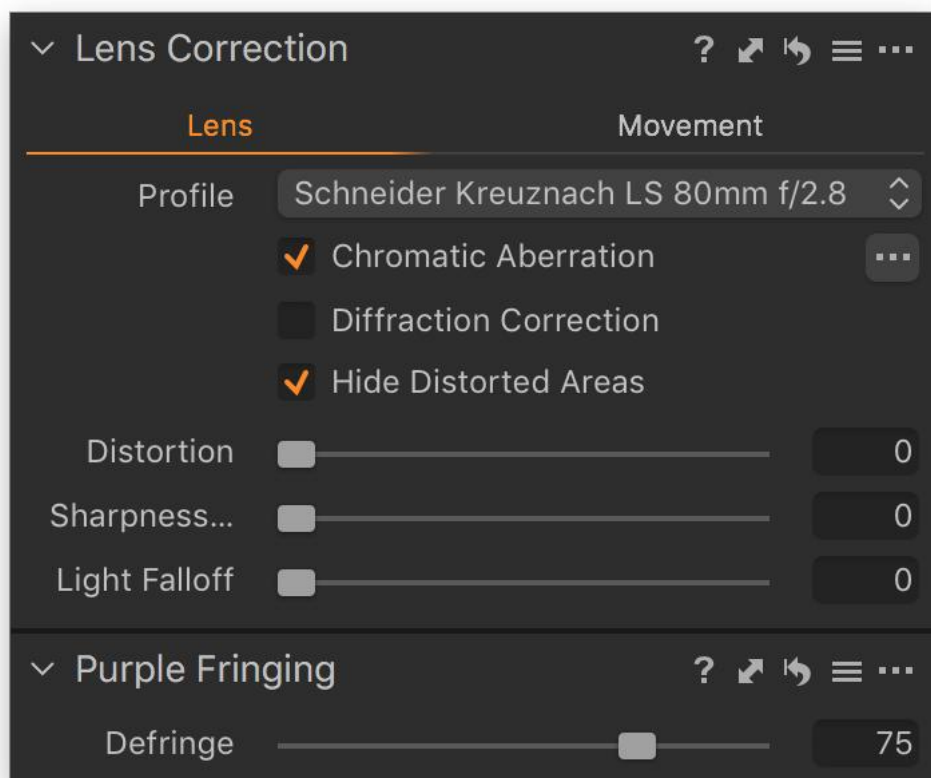 Lens Correction ?
Lens Movement
Profile Schneider Kreuznach LS 80mm f/2.8
Chromatic Aberration
Diffraction Correction
Hide Distorted Areas
Distortion 0
Sharpness... 0
Light Falloff 0
Purple Fringing ?
Defringe 75